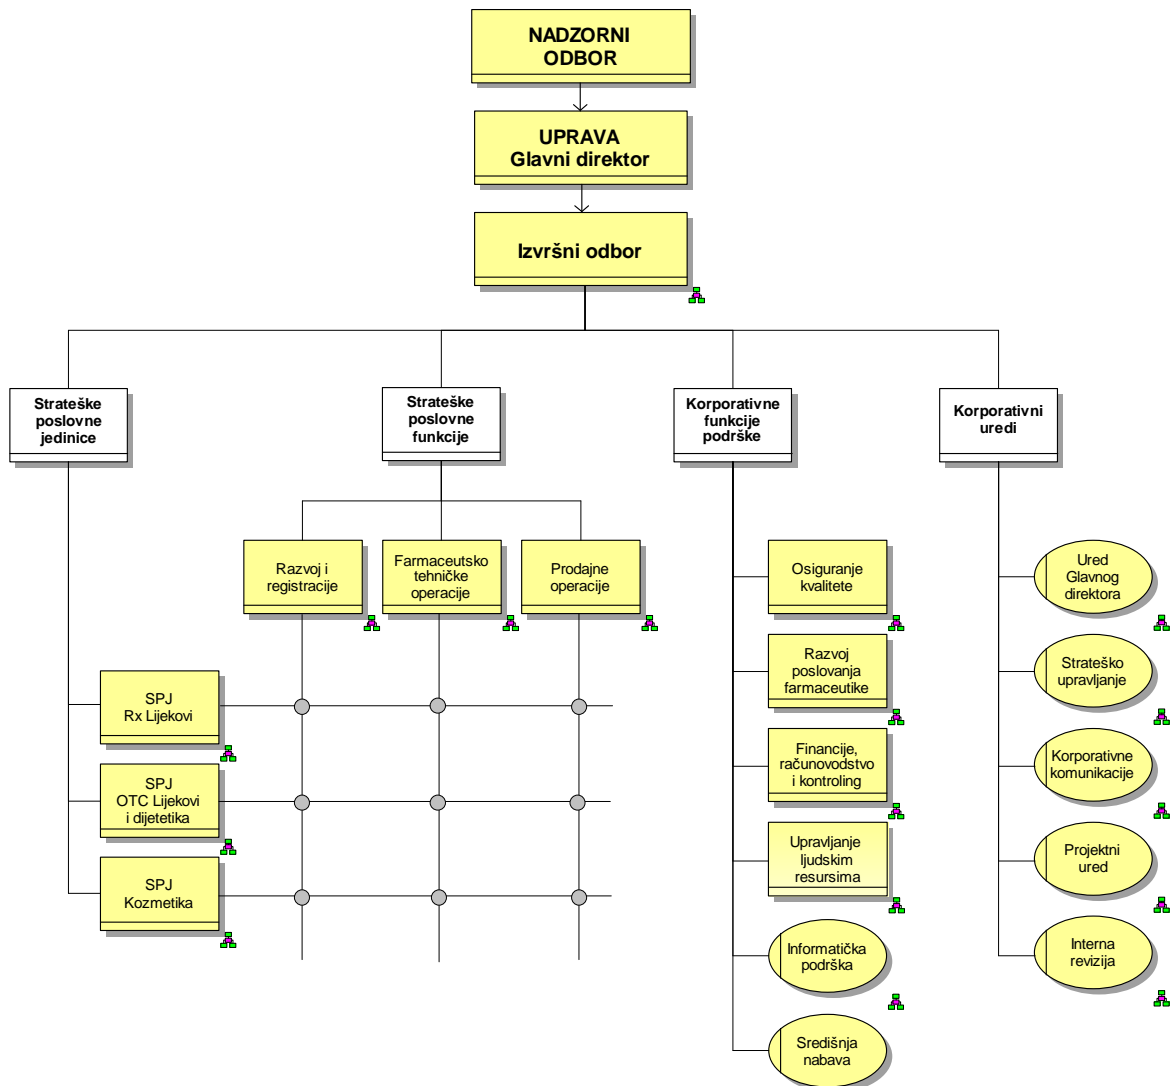 NADZORNI
ODBOR
UPRAVA
Glavni direktor
Izvršni odbor
Strateške
poslovne
jedinice
Strateške
poslovne
funkcije
Korporativne
funkcije
podrške
Korporativni
uredi
Razvoj i
registracije
Farmaceutsko
tehničke
operacije
Prodajne
operacije
SPJ
Rx Lijekovi
SPJ
OTC Lijekovi
i dijetetika
SPJ
Kozmetika
Osiguranje
kvalitete
Razvoj
poslovanja
farmaceutike
Financije,
računovodstvo
i kontroling
Upravljanje
ljudskim
resursima
Informatička
podrška
Središnja
nabava
Ured
Glavnog
direktora
Strateško
upravljanje
Korporativne
komunikacije
Projektni
ured
Interna
revizija